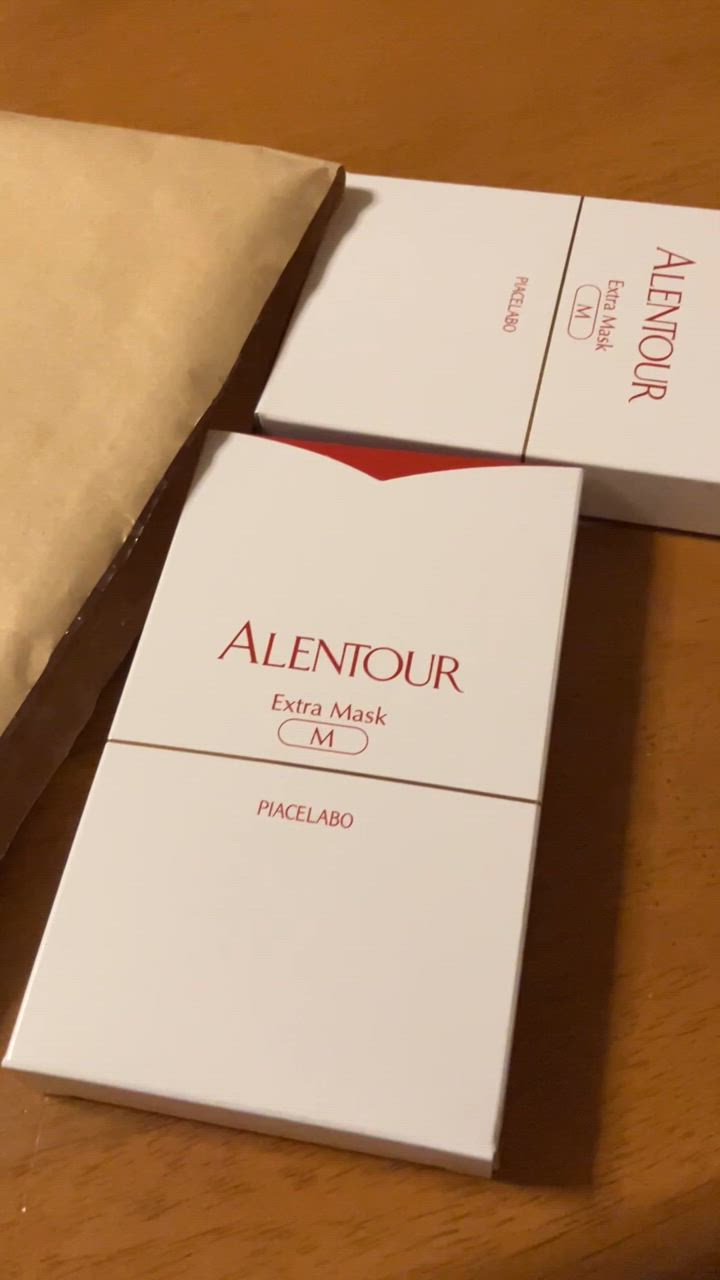 PIACELABO
ALENTOUR
Extra Mask
M
ALENTOUR
Extra Mask
M
PIACELABO